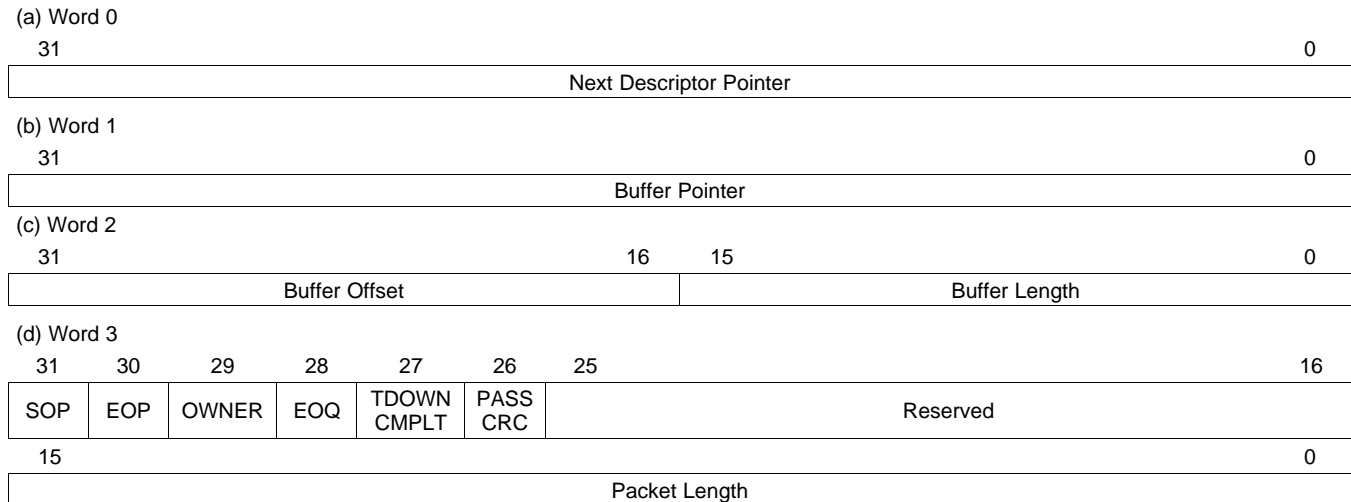 (a) Word 0
31 0
Next Descriptor Pointer
(b) Word 1
31 0
Buffer Pointer
(c) Word 2
31 16 15 0
Buffer Offset Buffer Length
(d) Word 3
31 30 29 28 27 26 25 16
SOP EOP OWNER EOQ TDOWN CMPLT PASS CRC Reserved
15 0
Packet Length